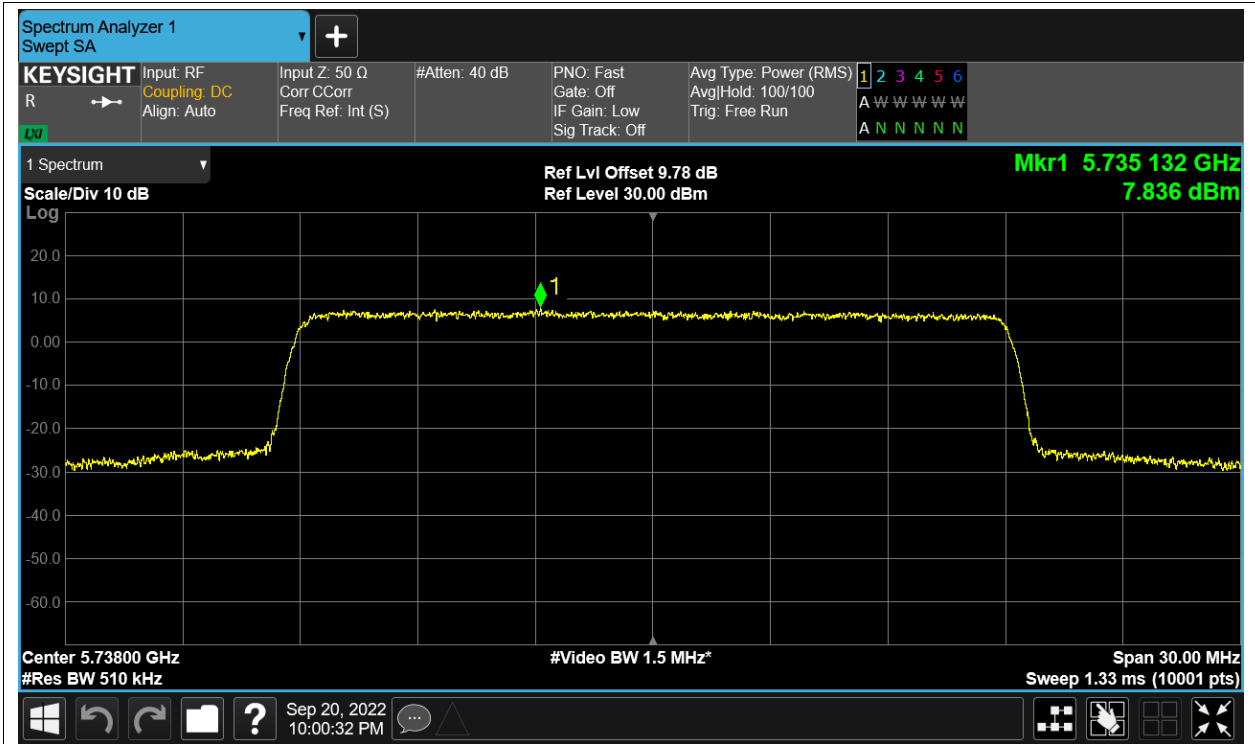 Spectrum Analyzer 1
Swept SA
▼
+
KEYSIGHT
R
LXI
Input: RF
Coupling: DC
Align: Auto
Input Z: 50 Ω
Corr CCorr
Freq Ref: Int (S)
#Atten: 40 dB
PNO: Fast
Gate: Off
IF Gain: Low
Sig Track: Off
Avg Type: Power (RMS)
Avg|Hold: 100/100
Trig: Free Run
1 2 3 4 5 6
A W W W W W
A N N N N N
1 Spectrum ▼
Scale/Div 10 dB
Log
Ref Lvl Offset 9.78 dB
Ref Level 30.00 dBm
Mkr1 5.735 132 GHz
7.836 dBm
1
20.0
10.0
0.00
-10.0
-20.0
-30.0
-40.0
-50.0
-60.0
Center 5.73800 GHz
#Res BW 510 kHz
#Video BW 1.5 MHz*
Span 30.00 MHz
Sweep 1.33 ms (10001 pts)
?
Sep 20, 2022
10:00:32 PM